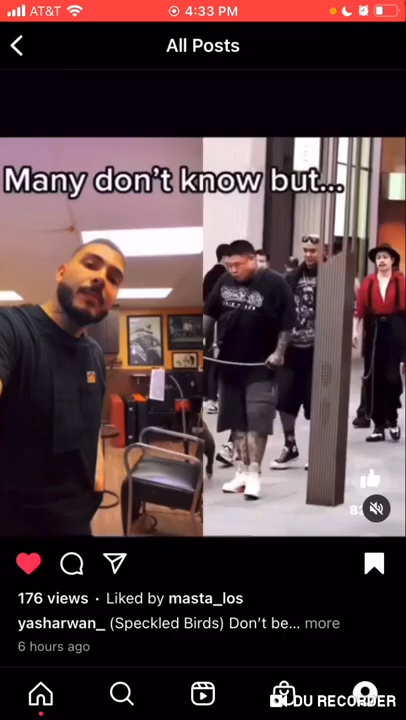 AT&T 4:33 PM
All Posts
Many don't know but...
176 views · Liked by masta_los
yasharwan_ (Speckled Birds) Don't be... more
6 hours ago
DU RECORDER